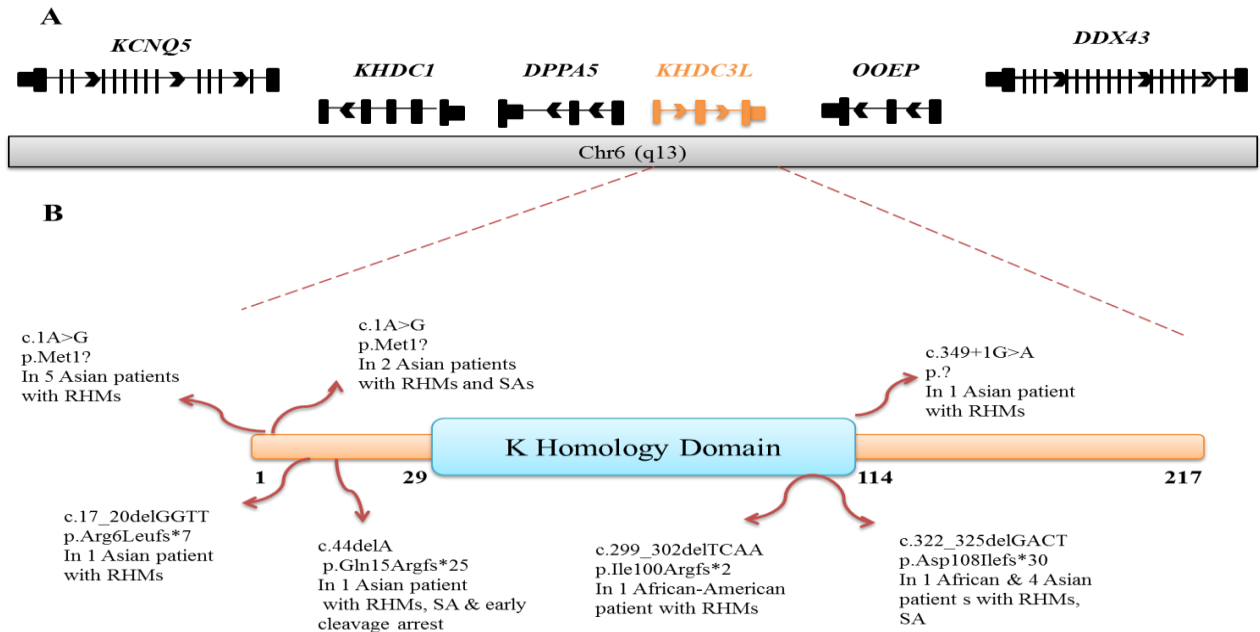 A
KCNQ5
KHDC1
DPPA5
KHDC3L
OOEP
DDX43
Chr6 (q13)
B
c.1A>G
p.Met1?
In 5 Asian patients
with RHMs
c.1A>G
p.Met1?
In 2 Asian patients
with RHMs and SAs
c.349+1G>A
p.?
In 1 Asian patient
with RHMs
K Homology Domain
1
29
114
217
c.17_20delGGTT
p.Arg6Leufs*7
In 1 Asian patient
with RHMs
c.44delA
p.Gln15Argfs*25
In 1 Asian patient
with RHMs, SA & early
cleavage arrest
c.299_302delTCAA
p.Ile100Argfs*2
In 1 African-American
patient with RHMs
c.322_325delGACT
p.Asp108Ilefs*30
In 1 African & 4 Asian
patient s with RHMs,
SA